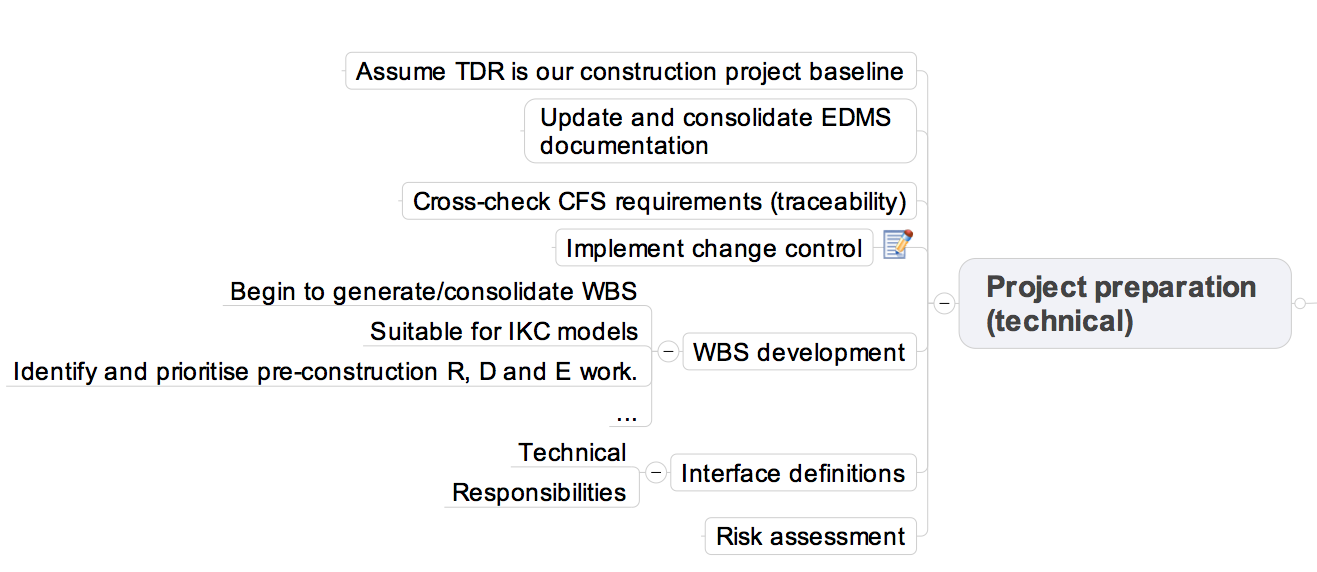 Assume TDR is our construction project baseline
Update and consolidate EDMS
documentation
Cross-check CFS requirements (traceability)
Implement change control
Project preparation
(technical)
Begin to generate/consolidate WBS
Suitable for IKC models
WBS development
Identify and prioritise pre-construction R, D and E work.
...
Technical
Interface definitions
Responsibilities
Risk assessment